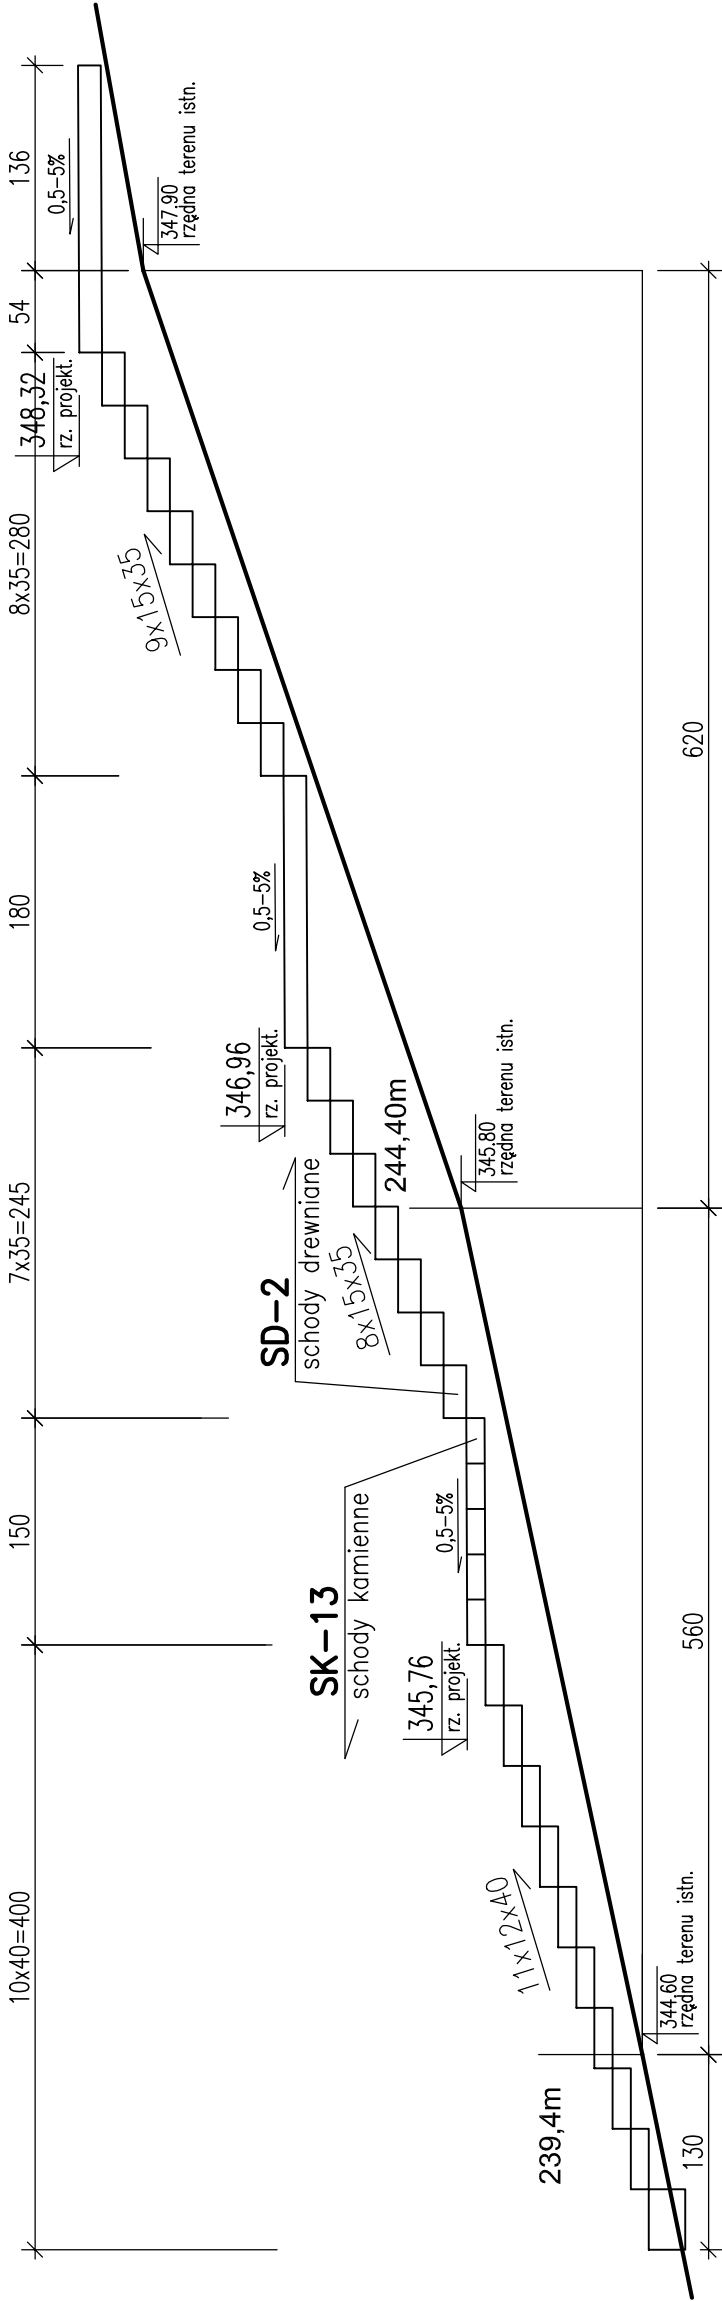 10x40=400
150
7x35=245
180
8x35=280
54
136
348,32
rz. projekt.
0,5-5%
347.90
rzędna terenu istn.
9x15x35
0,5-5%
346,96
rz. projekt.
244,40m
345.80
rzędna terenu istn.
SD-2
schody drewniane
8x15x35
SK-13
schody kamienne
0,5-5%
345,76
rz. projekt.
11x12x40
239,4m
344.60
rzędna terenu istn.
130
560
620